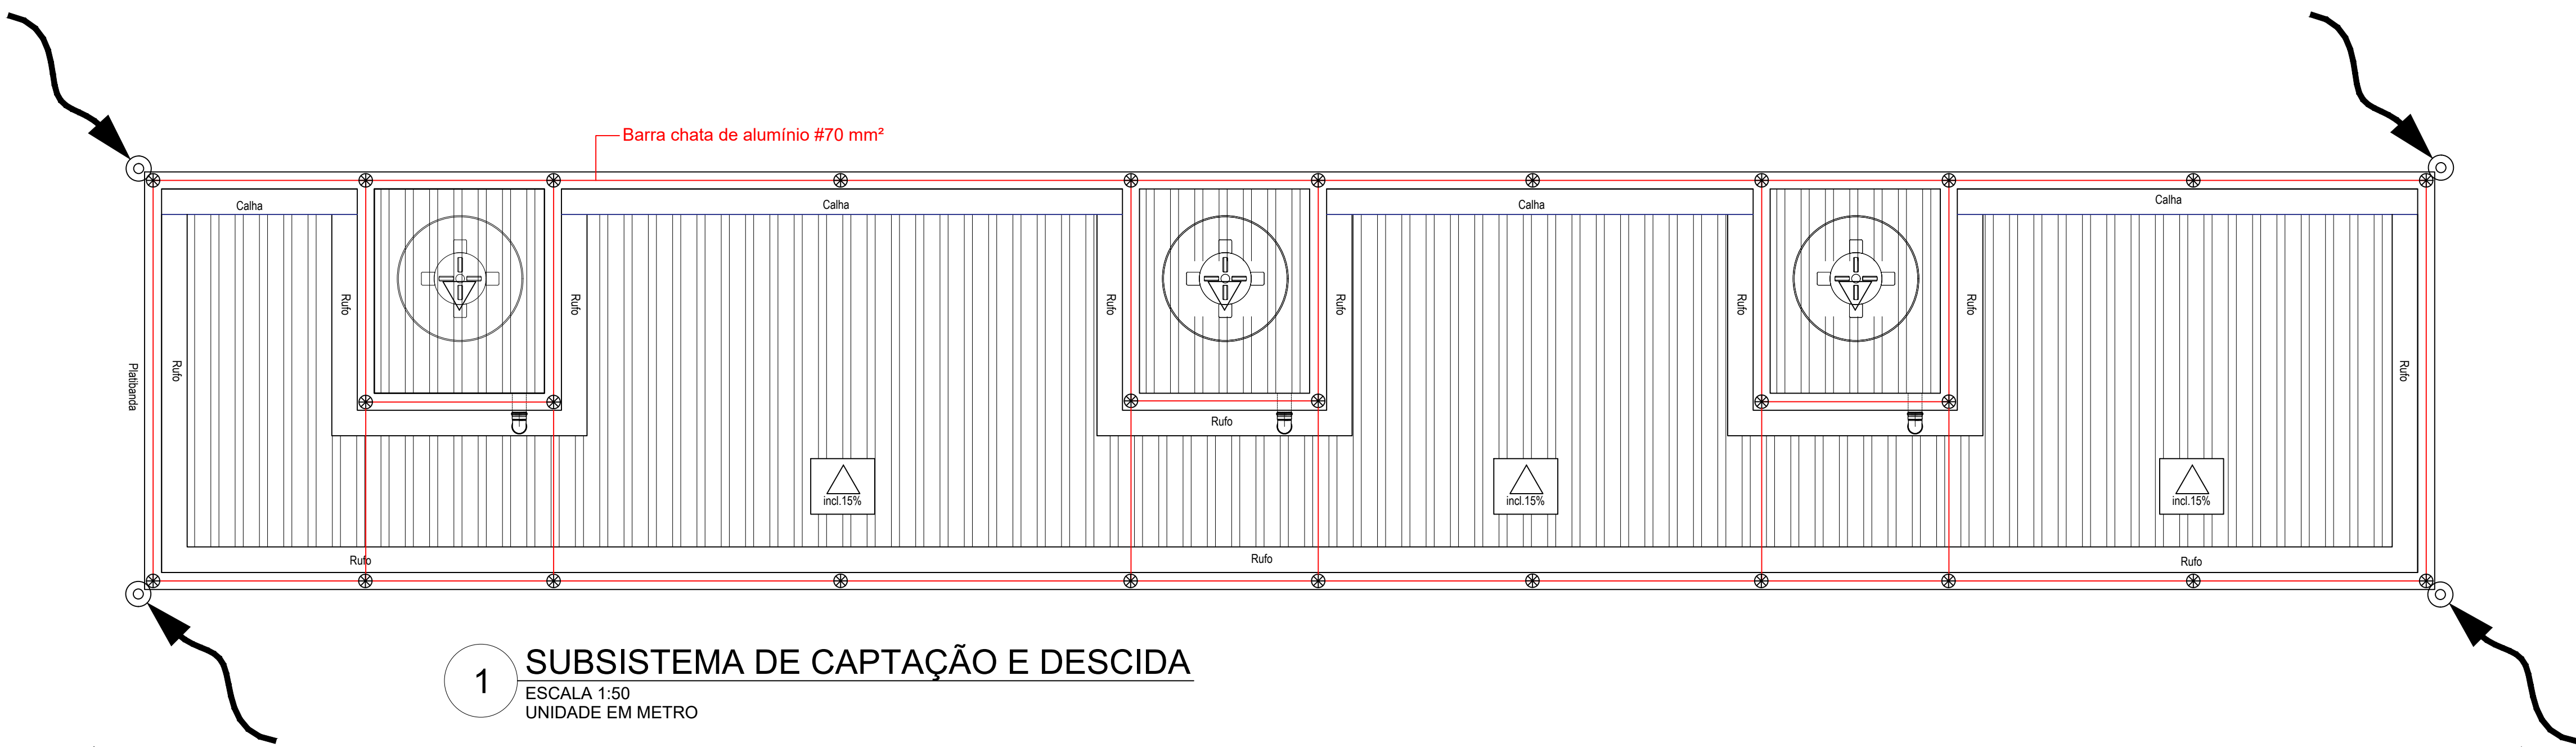 Barra chata de alumínio #70 mm²
Calha
Calha
Calha
Calha
Rufo
Rufo
Rufo
Rufo
Rufo
Rufo
Platibanda
Rufo
Rufo
Rufo
incl.15%
incl.15%
incl.15%
Rufo
Rufo
Rufo
1
SUBSISTEMA DE CAPTAÇÃO E DESCIDA
ESCALA 1:50
UNIDADE EM METRO